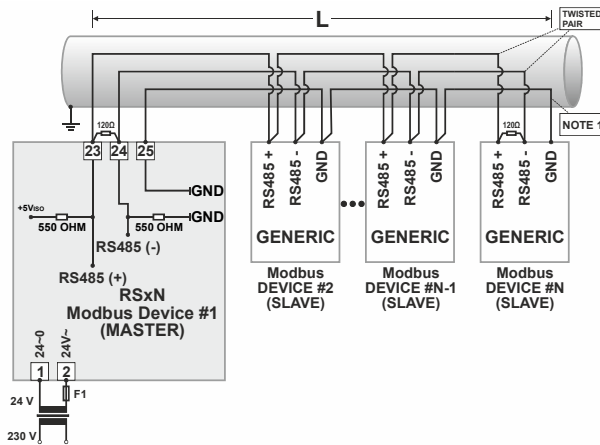 L
TWISTED
PAIR
NOTE 1
120Ω
23 24 25
120Ω
RS485 +
RS485 -
GND
RS485 +
RS485 -
GND
RS485 +
RS485 -
GND
GND
GND
+5VISO
550 OHM
550 OHM
RS485 (-)
RS485 (+)
GENERIC
GENERIC
GENERIC
RSxN
Modbus Device #1
(MASTER)
Modbus
DEVICE #2
(SLAVE)
Modbus
DEVICE #N-1
(SLAVE)
Modbus
DEVICE #N
(SLAVE)
24~0
24V~
1 2
F1
24 V
230 V